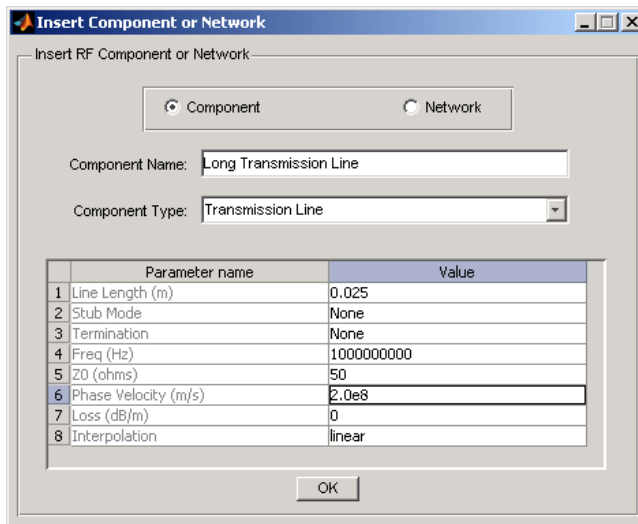 Insert Component or Network
Insert RF Component or Network
Component Network
Component Name: Long Transmission Line
Component Type: Transmission Line
Parameter name Value
1 Line Length (m) 0.025
2 Stub Mode None
3 Termination None
4 Freq (Hz) 1000000000
5 Z0 (ohms) 50
6 Phase Velocity (m/s) 2.0e8
7 Loss (dB/m) 0
8 Interpolation linear
OK